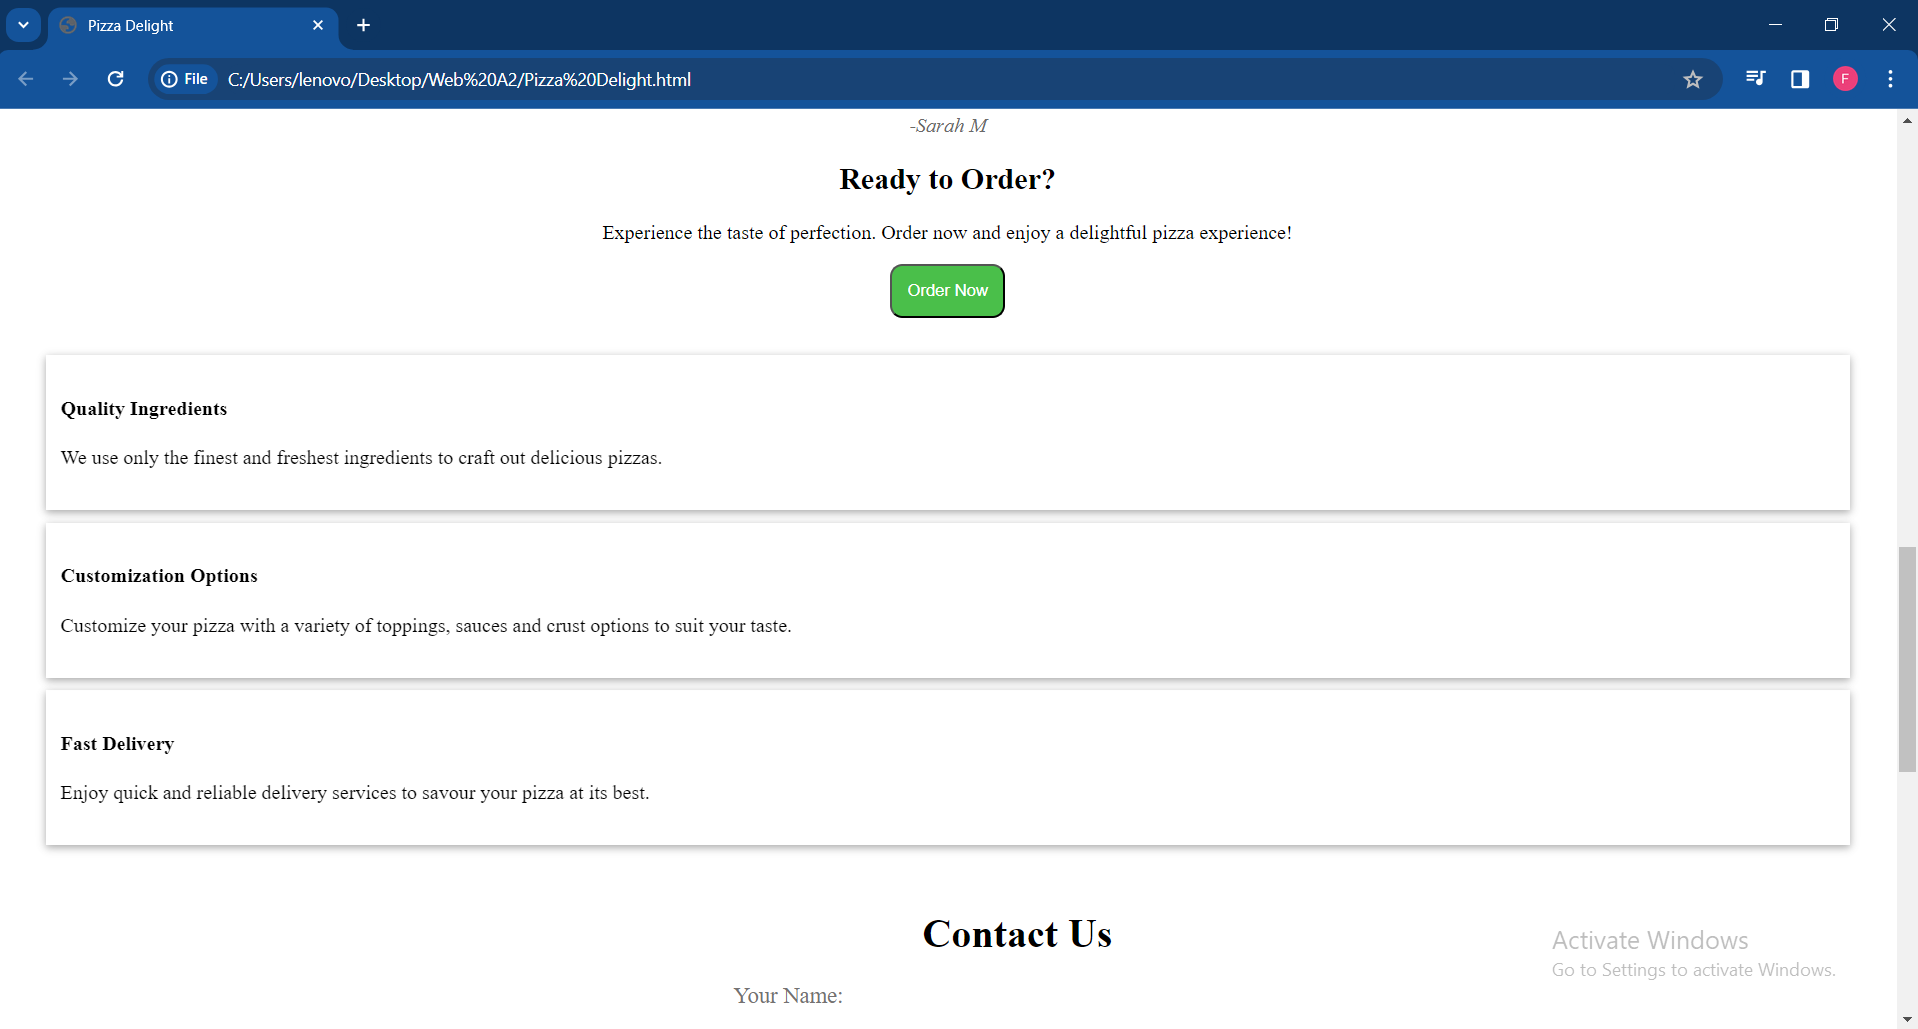 Pizza Delight
File C:/Users/lenovo/Desktop/Web%20A2/Pizza%20Delight.html
F
-Sarah M
Ready to Order?
Experience the taste of perfection. Order now and enjoy a delightful pizza experience!
Order Now
Quality Ingredients
We use only the finest and freshest ingredients to craft out delicious pizzas.
Customization Options
Customize your pizza with a variety of toppings, sauces and crust options to suit your taste.
Fast Delivery
Enjoy quick and reliable delivery services to savour your pizza at its best.
Contact Us
Your Name:
Activate Windows
Go to Settings to activate Windows.